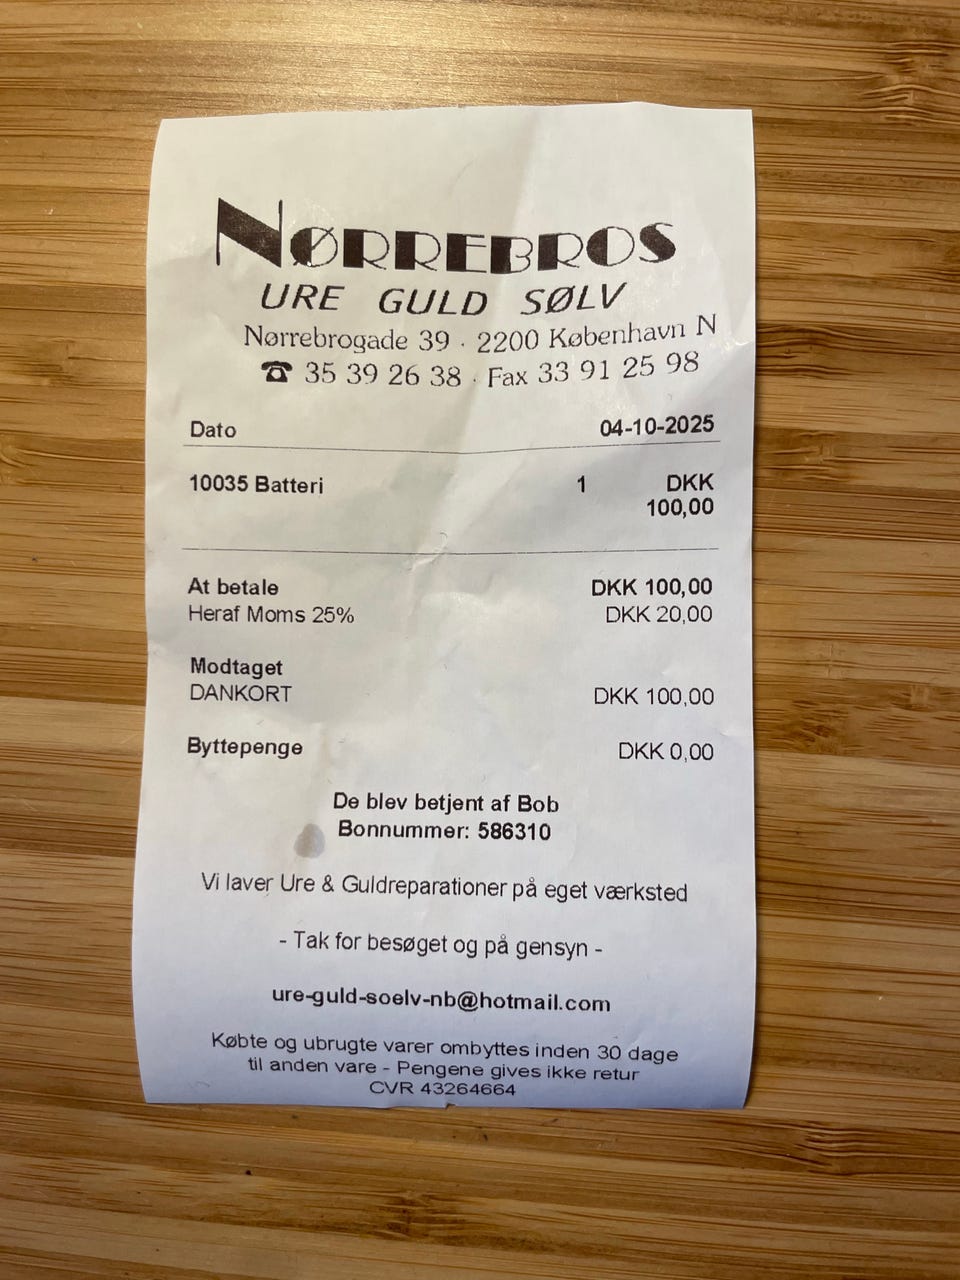 NØRREBROS
URE GULD SØLV
Nørrebrogade 39 · 2200 København N
☎ 35 39 26 38 · Fax 33 91 25 98
Dato 04-10-2025
10035 Batteri 1 DKK
100,00
At betale DKK 100,00
Heraf Moms 25% DKK 20,00
Modtaget
DANKORT DKK 100,00
Byttepenge DKK 0,00
De blev betjent af Bob
Bonnummer: 586310
Vi laver Ure & Guldreparationer på eget værksted
- Tak for besøget og på gensyn -
ure-guld-soelv-nb@hotmail.com
Købte og ubrugte varer ombyttes inden 30 dage
til anden vare - Pengene gives ikke retur
CVR 43264664